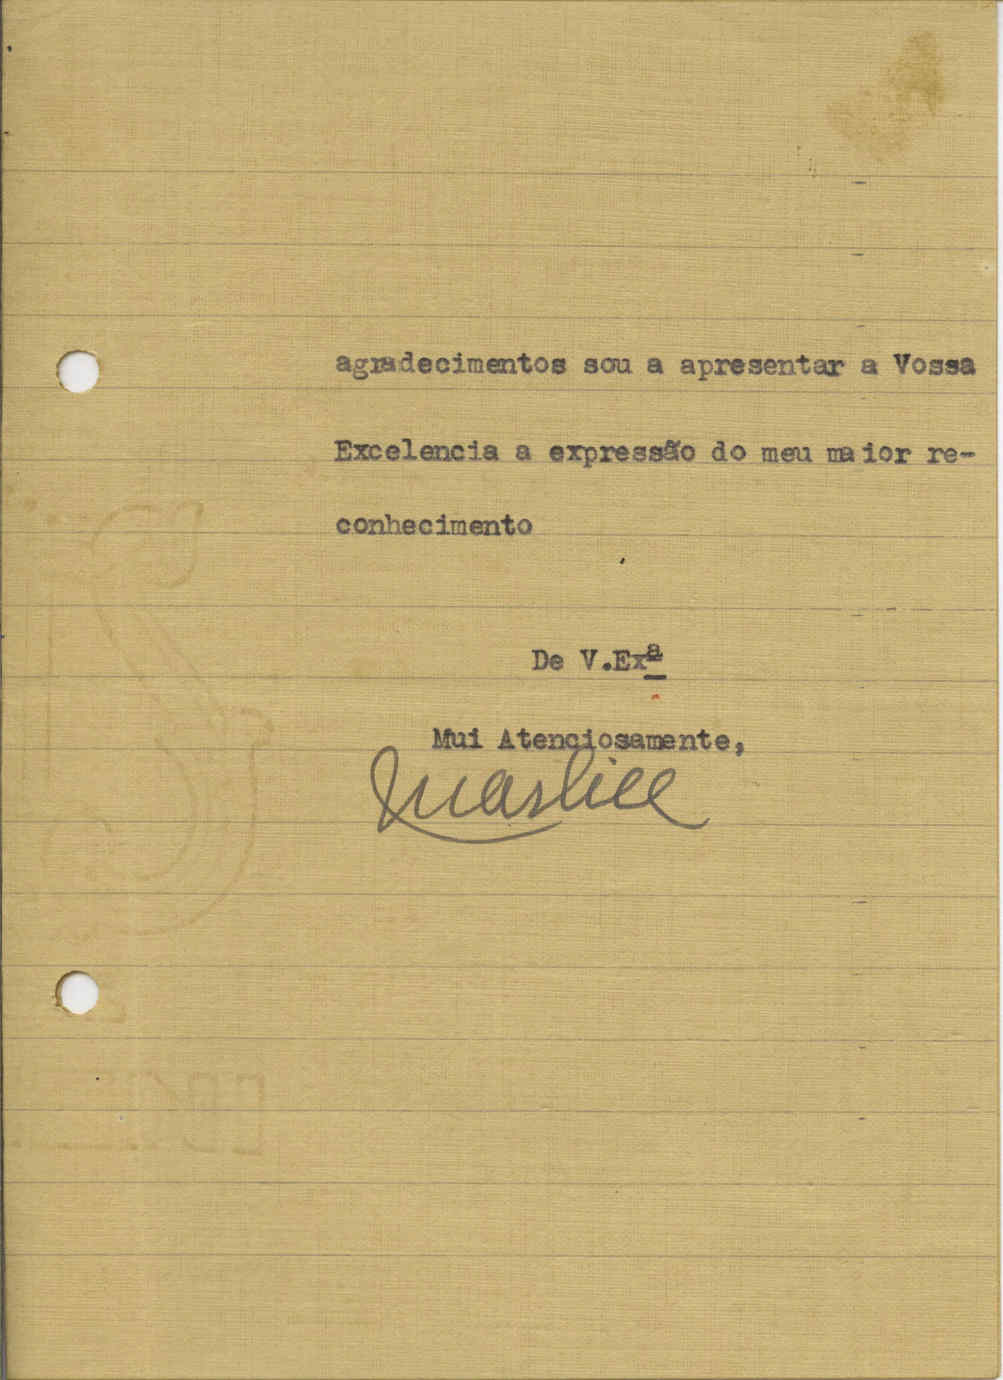 agradecimentos sou a apresentar a Vossa
Excelencia a expressão do meu maior re-
conhecimento
De V.Exª
Mui Atenciosamente,